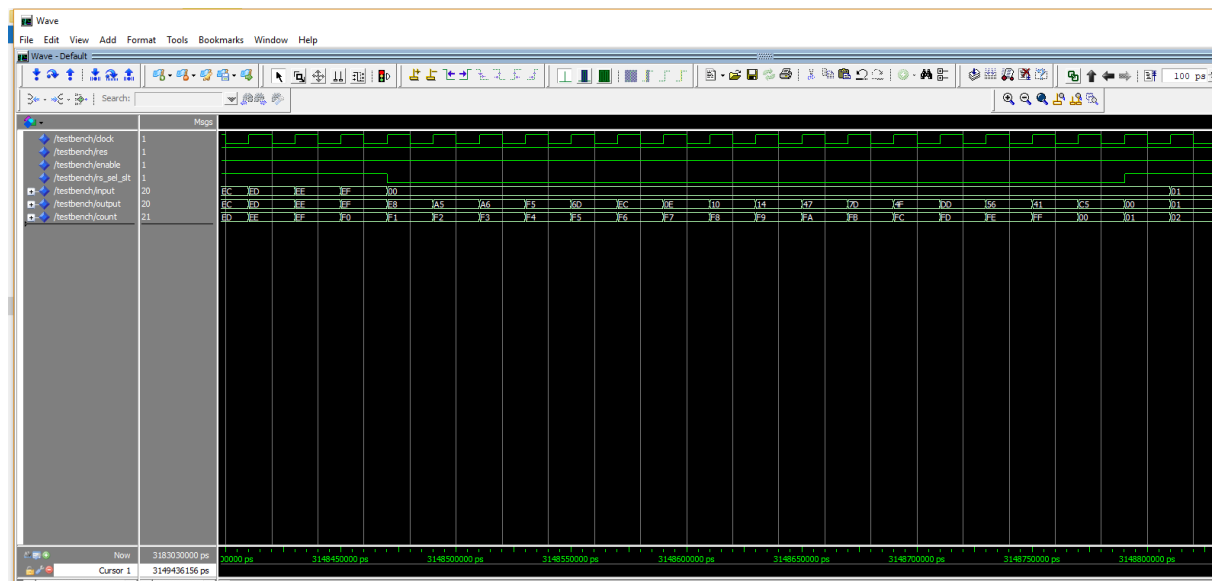 Wave
File Edit View Add Format Tools Bookmarks Window Help
Wave - Default
100 ps
Search:
Msgs
/testbench/clock 1
/testbench/res 1
/testbench/enable 1
/testbench/rs_sel_slt 1
/testbench/input 20 EC ED EE EF 00 01
/testbench/output 20 EC ED EE EF E8 A5 A6 F5 6D EC DE 10 14 47 7D 4F DD 56 41 C5 00 01
/testbench/count 21 ED EE EF F0 F1 F2 F3 F4 F5 F6 F7 F8 F9 FA FB FC FD FE FF 00 01 02
Now 3183030000 ps 00000 ps 3148450000 ps 3148500000 ps 3148550000 ps 3148600000 ps 3148650000 ps 3148700000 ps 3148750000 ps 3148800000 ps
Cursor 1 3149436156 ps